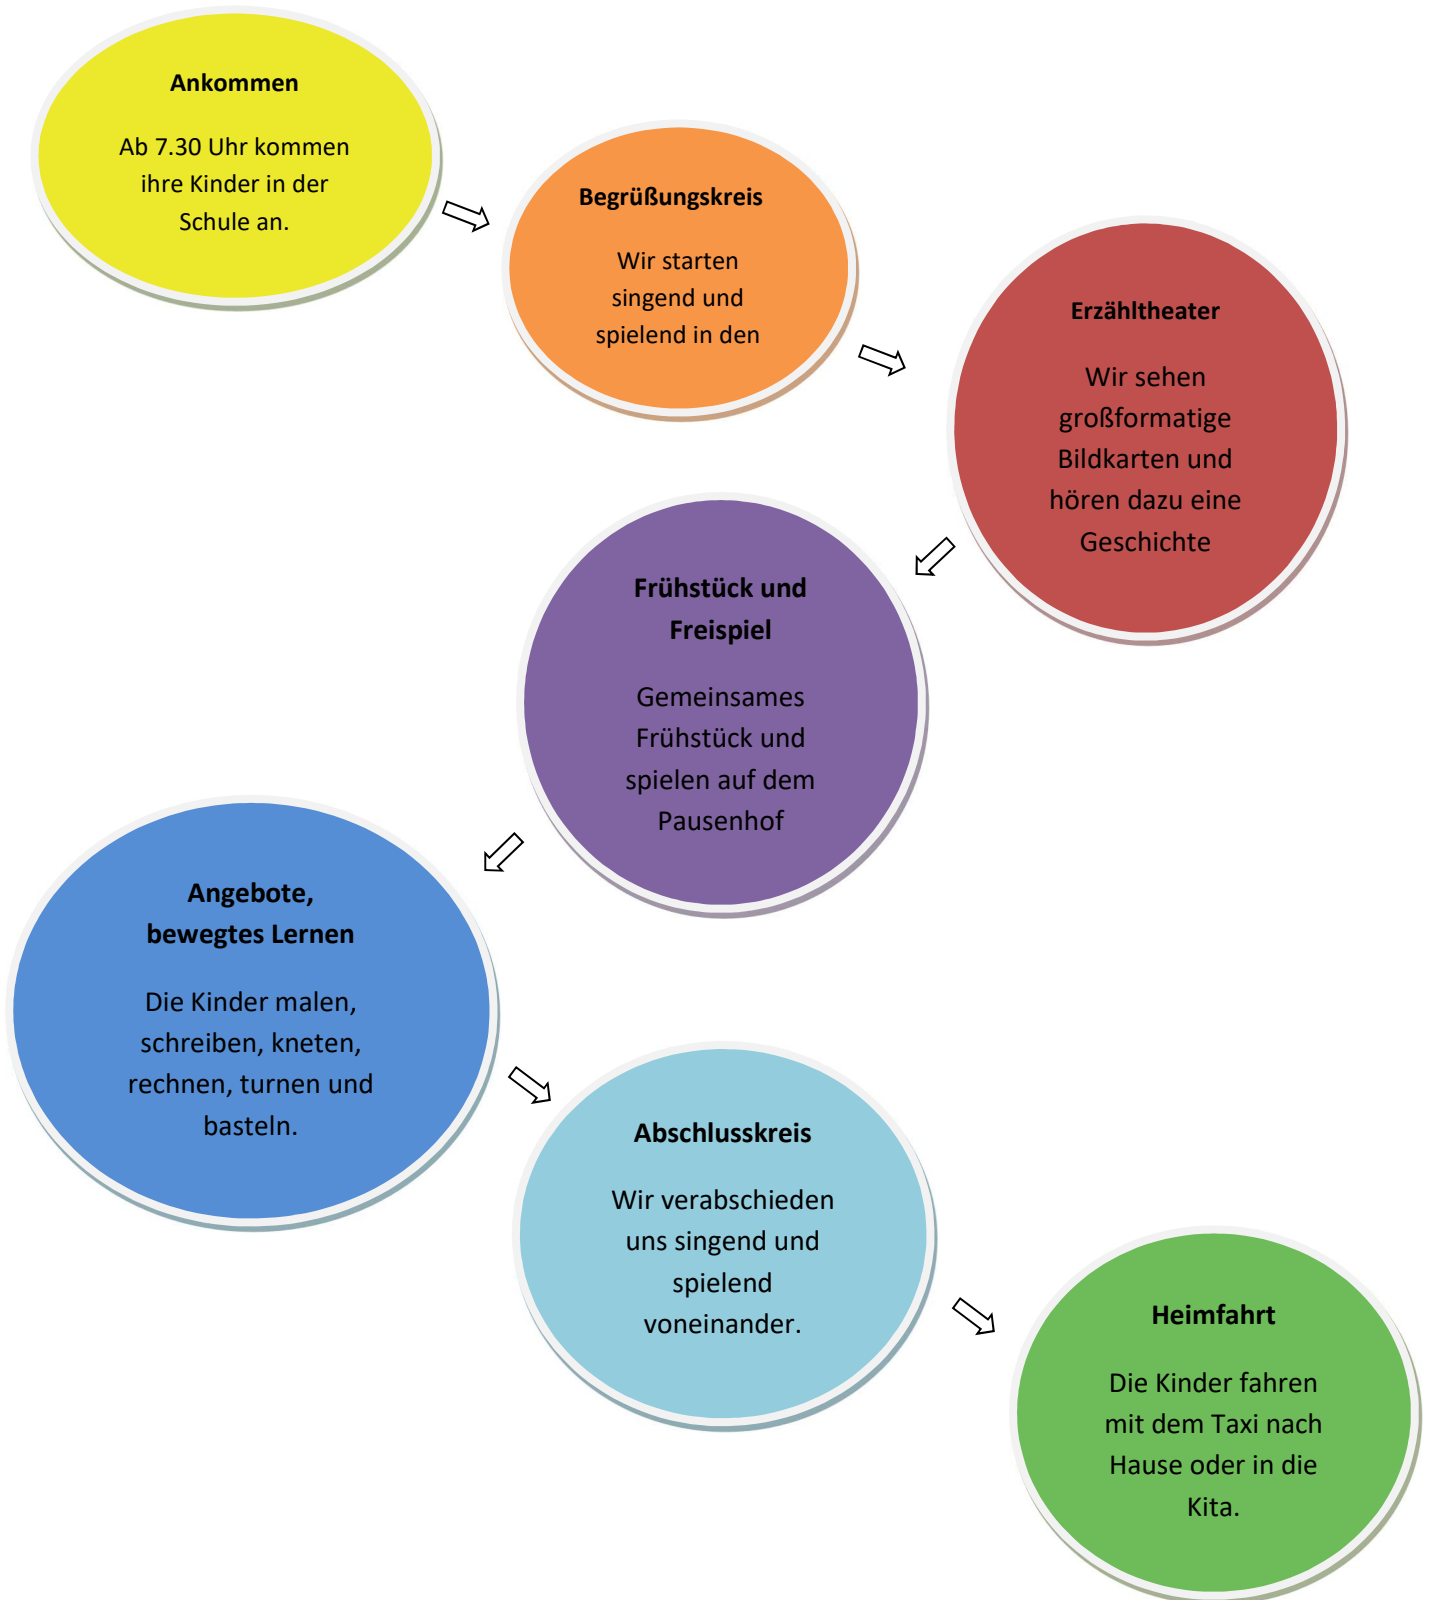 Ankommen
Ab 7.30 Uhr kommen
ihre Kinder in der
Schule an.
Begrüßungskreis
Wir starten
singend und
spielend in den
Erzähltheater
Wir sehen
großformatige
Bildkarten und
hören dazu eine
Geschichte
Frühstück und
Freispiel
Gemeinsames
Frühstück und
spielen auf dem
Pausenhof
Angebote,
bewegtes Lernen
Die Kinder malen,
schreiben, kneten,
rechnen, turnen und
basteln.
Abschlusskreis
Wir verabschieden
uns singend und
spielend
voneinander.
Heimfahrt
Die Kinder fahren
mit dem Taxi nach
Hause oder in die
Kita.